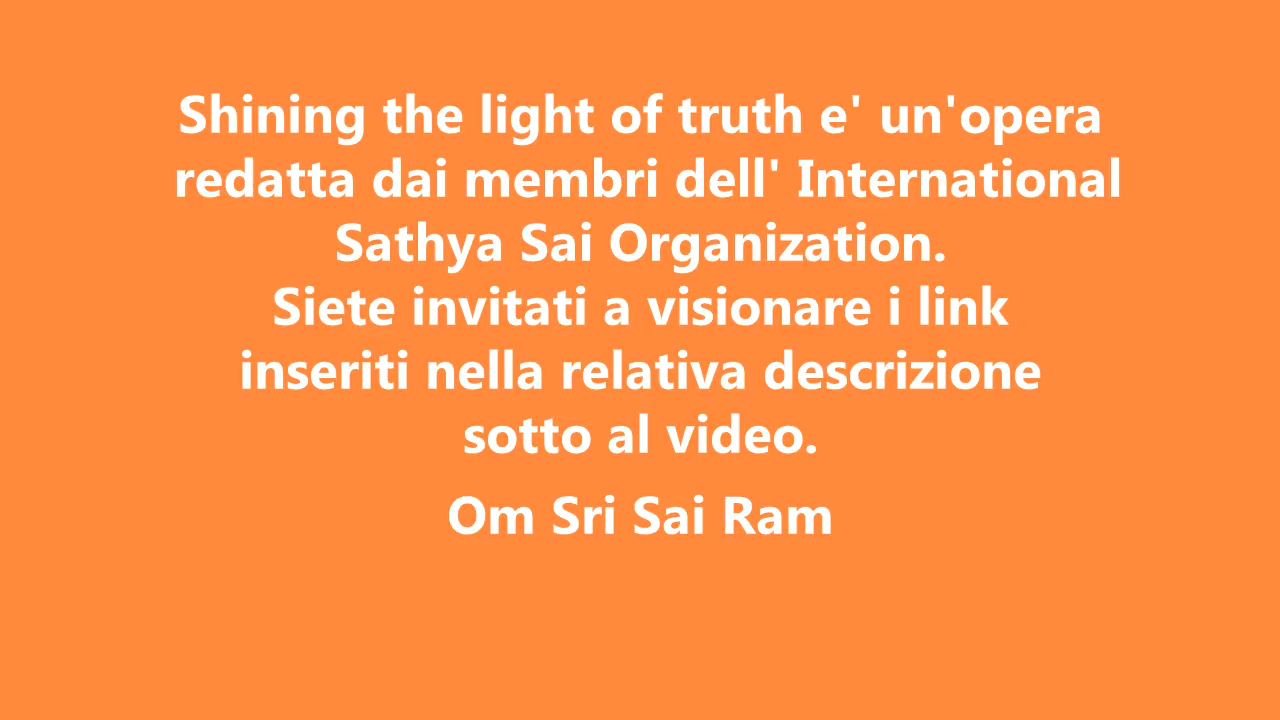 Shining the light of truth e' un'opera
redatta dai membri dell' International
Sathya Sai Organization.
Siete invitati a visionare i link
inseriti nella relativa descrizione
sotto al video.
Om Sri Sai Ram